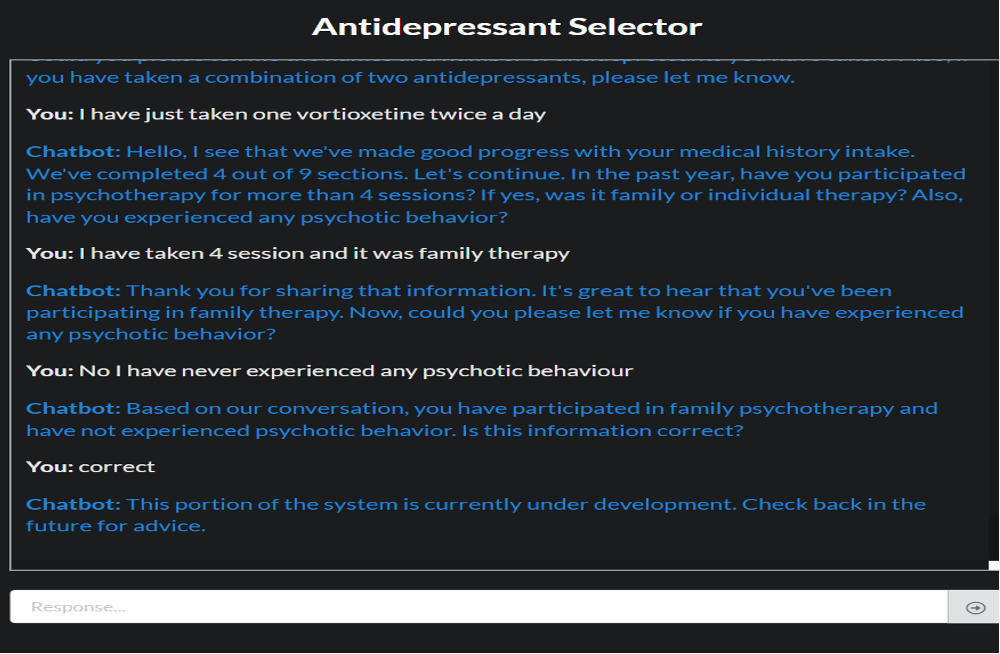 Antidepressant Selector
you have taken a combination of two antidepressants, please let me know.
You: I have just taken one vortioxetine twice a day
Chatbot: Hello, I see that we've made good progress with your medical history intake.
We've completed 4 out of 9 sections. Let's continue. In the past year, have you participated
in psychotherapy for more than 4 sessions? If yes, was it family or individual therapy? Also,
have you experienced any psychotic behavior?
You: I have taken 4 session and it was family therapy
Chatbot: Thank you for sharing that information. It's great to hear that you've been
participating in family therapy. Now, could you please let me know if you have experienced
any psychotic behavior?
You: No I have never experienced any psychotic behaviour
Chatbot: Based on our conversation, you have participated in family psychotherapy and
have not experienced psychotic behavior. Is this information correct?
You: correct
Chatbot: This portion of the system is currently under development. Check back in the
future for advice.
Response...